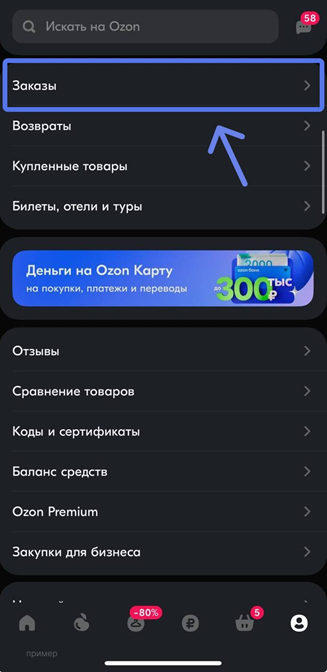 Искать на Ozon
58
Заказы
Возвраты
Купленные товары
Билеты, отели и туры
Деньги на Ozon Карту
на покупки, платежи и переводы
до 300 ТЫС ₽
Отзывы
Сравнение товаров
Коды и сертификаты
Баланс средств
Ozon Premium
Закупки для бизнеса
-80%
5
пример